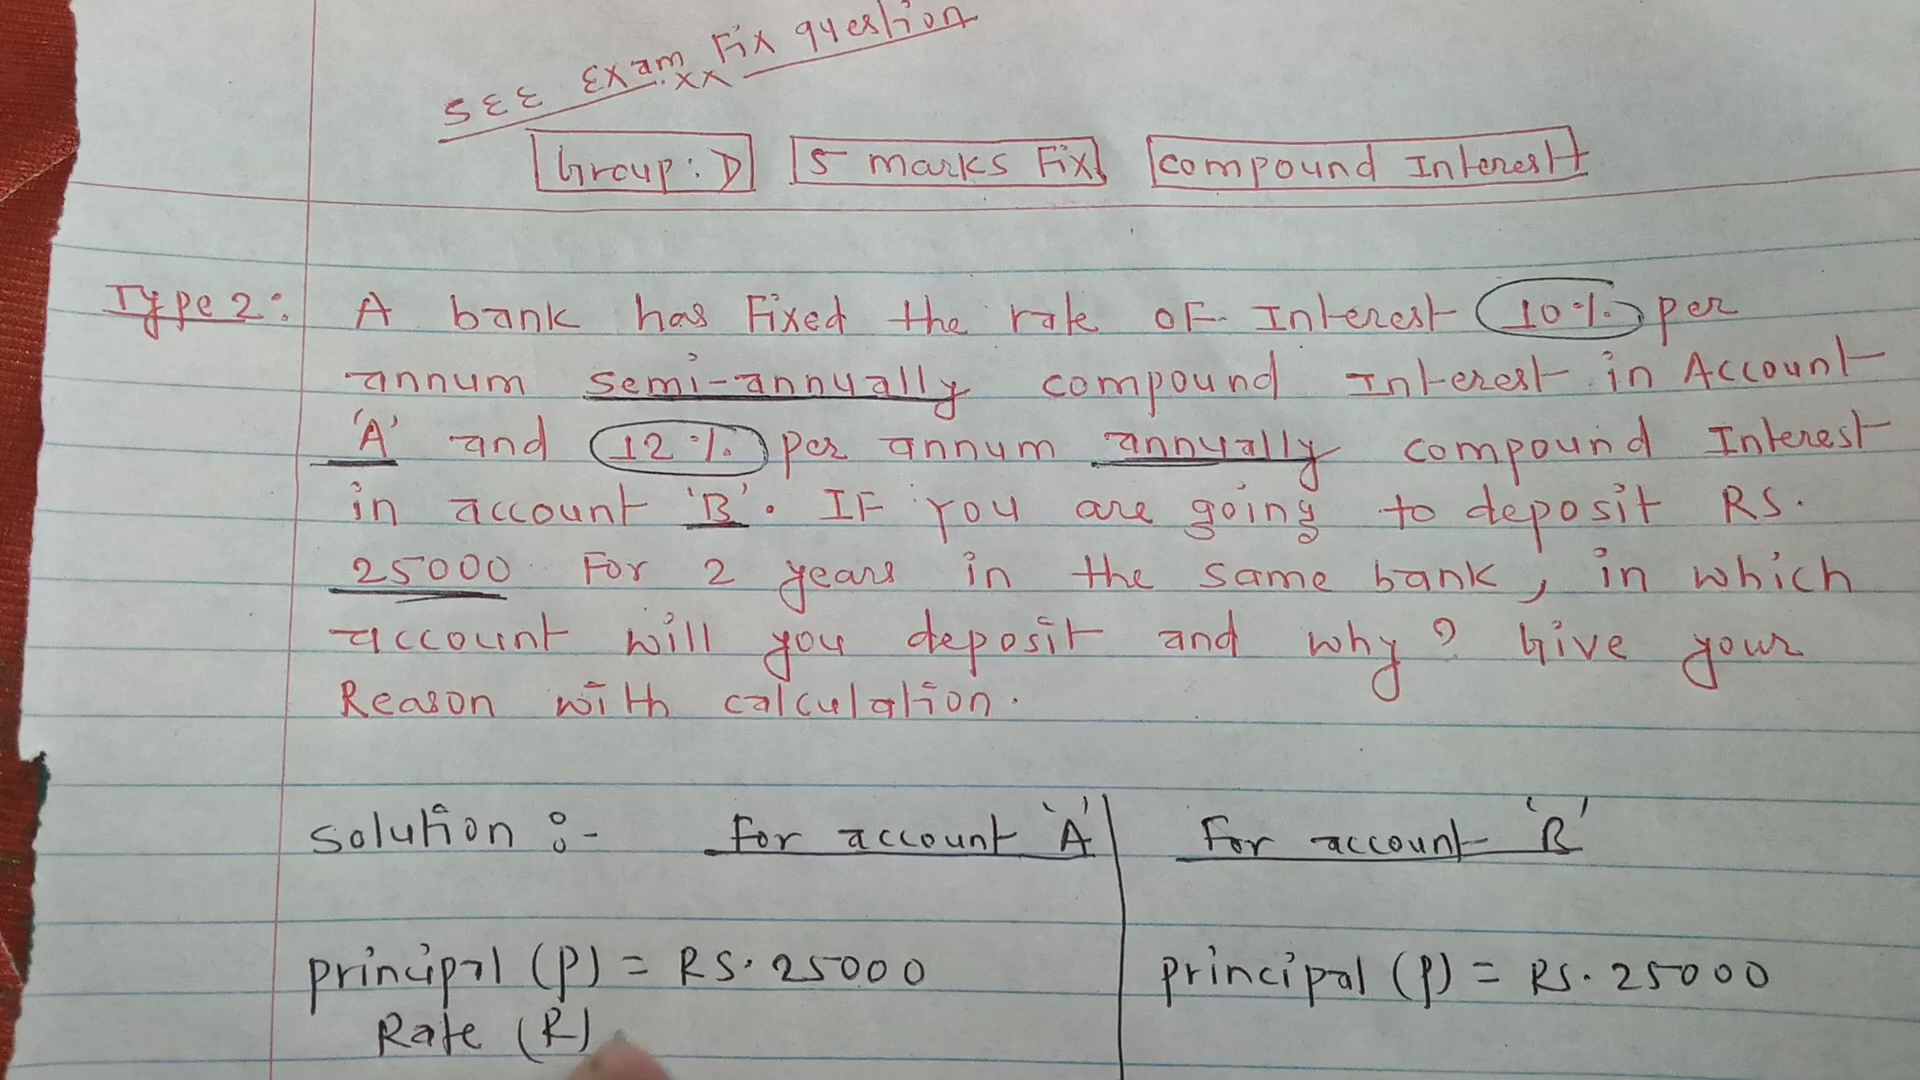 SEE Exam Fix question
xx
Group: D 5 marks Fix Compound Interest
Type 2: A bank has Fixed the rate of Interest 10% per
annum semi-annually compound Interest in Account
'A' and 12% per annum annually compound Interest
in account 'B'. If you are going to deposit RS.
25000 For 2 years in the same bank, in which
account will you deposit and why? Give your
Reason with calculation.
Solution :- For account 'A' For account 'B'
principal (p) = RS. 25000 principal (p) = RS. 25000
Rate (R)